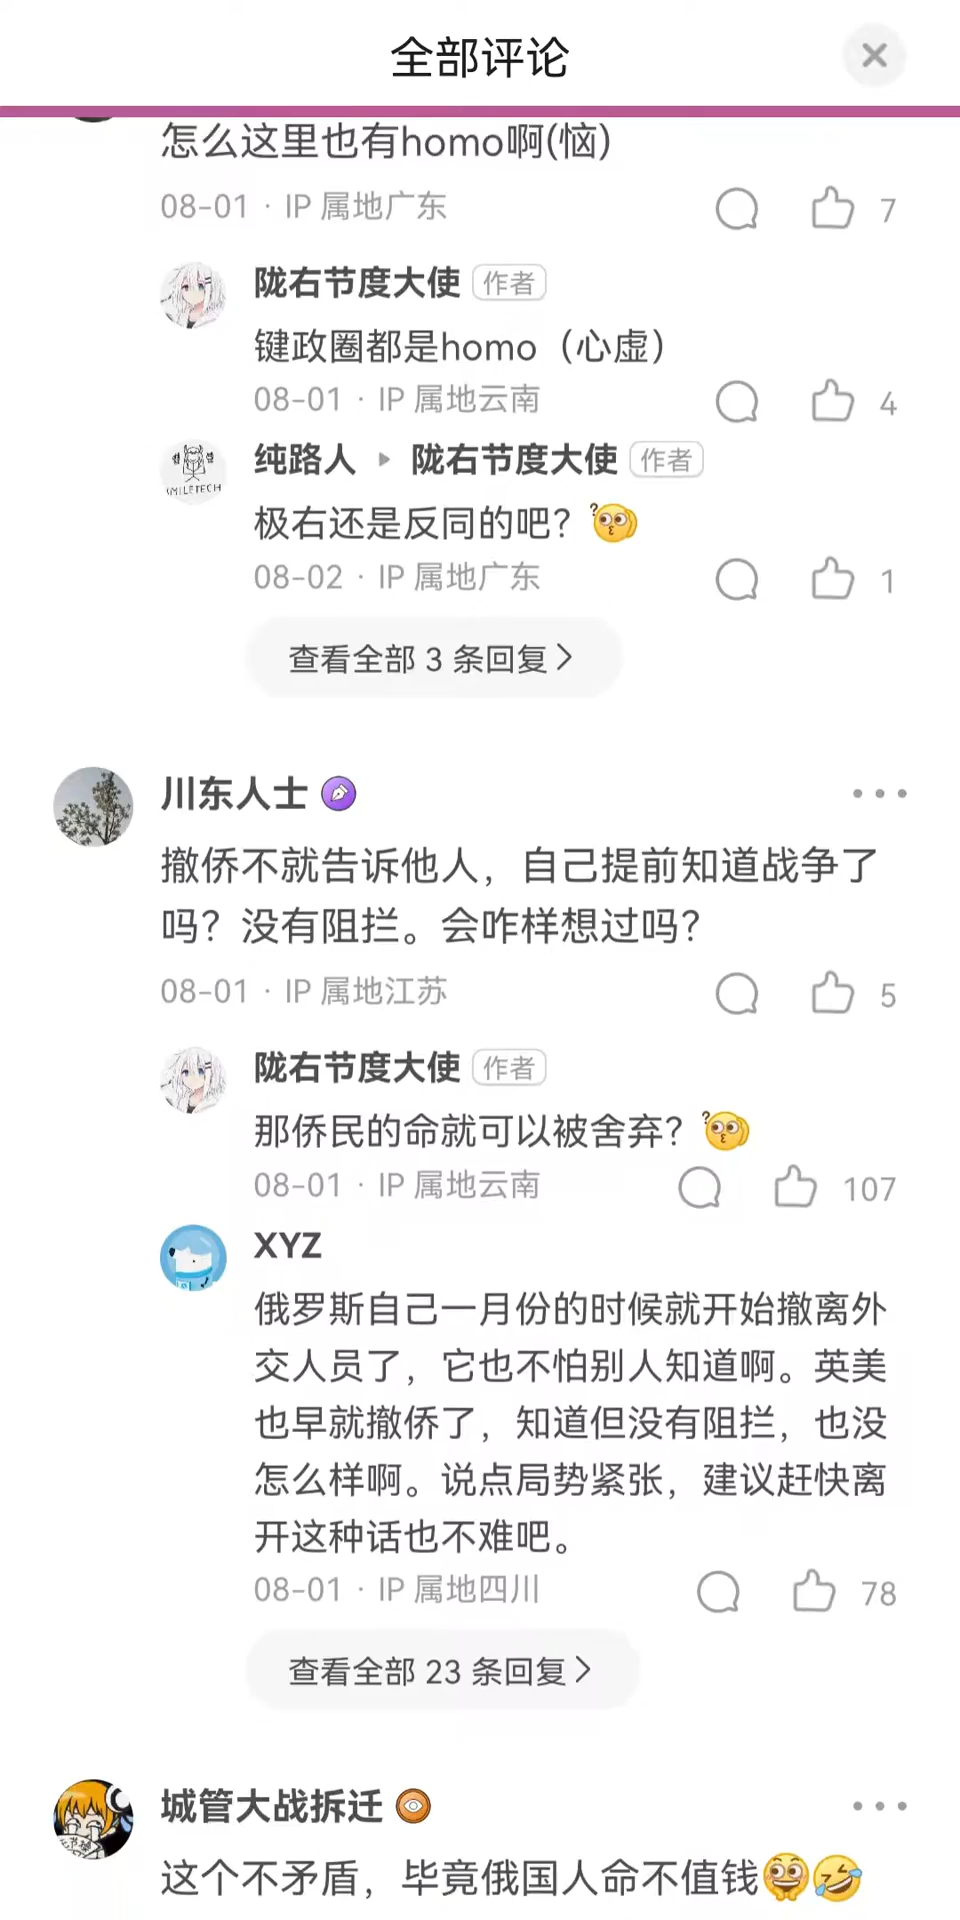 全部评论
怎么这里也有homo啊(恼)
08-01 · IP 属地广东
7
陇右节度大使 作者
键政圈都是homo（心虚）
08-01 · IP 属地云南
4
SMILETECH
纯路人 ▸ 陇右节度大使 作者
极右还是反同的吧？
08-02 · IP 属地广东
1
查看全部 3 条回复 >
川东人士
撤侨不就告诉他人，自己提前知道战争了
吗？没有阻拦。会咋样想过吗？
08-01 · IP 属地江苏
5
陇右节度大使 作者
那侨民的命就可以被舍弃？
08-01 · IP 属地云南
107
XYZ
俄罗斯自己一月份的时候就开始撤离外
交人员了，它也不怕别人知道啊。英美
也早就撤侨了，知道但没有阻拦，也没
怎么样啊。说点局势紧张，建议赶快离
开这种话也不难吧。
08-01 · IP 属地四川
78
查看全部 23 条回复 >
城管大战拆迁
这个不矛盾，毕竟俄国人命不值钱